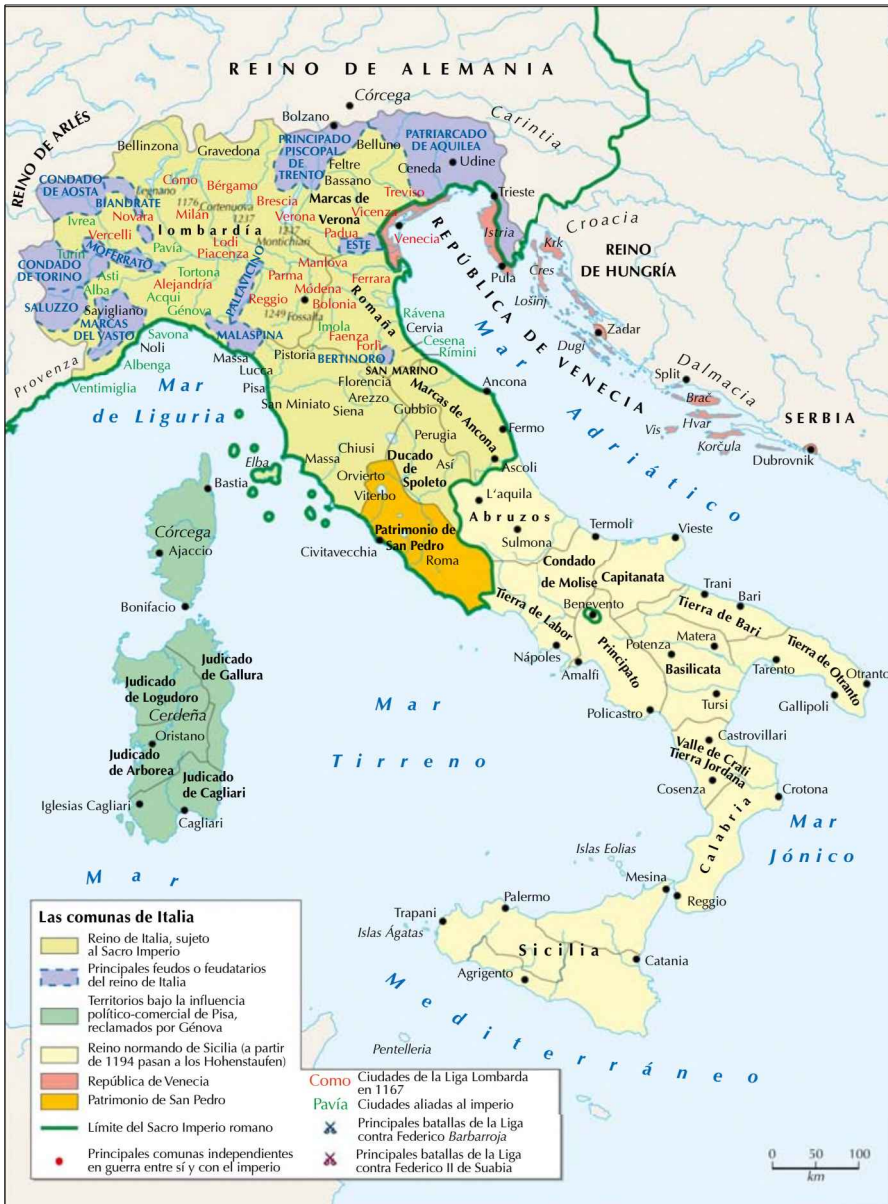 REINO DE ALEMANIA
Córcega
Bolzano
Carintia
REINO DE ARLÉS
Bellinzona
Gravedona
PRINCIPADO
PISCOPAL
DE
TRENTO
Belluno
PATRIARCADO
DE AQUILEA
Feltre
Ceneda
Udine
CONDADO
DE AOSTA
BIANDRATE
Legnano
1176
Como
Bérgamo
Cortenuova
1237
Bassano
Treviso
Trieste
Croacia
Ivrea
Novara
Milán
Brescia
Verona
Marcas de
Verona
Vicenza
Istria
Krk
REINO
DE HUNGRÍA
Vercelli
lombardía
1237
Montichiari
Padua
ESTE
Venecia
Turín
MOFERRATO
Pavía
Lodi
Piacenza
Mantova
Pula
Cres
CONDADO
DE TORINO
Asti
Alba
Tortona
Alejandría
Acqui
PALLAVICINO
Parma
Ferrara
Lošinj
SALUZZO
Savigliano
Génova
Reggio
Módena
Bolonia
Romaña
REPÚBLICA DE VENECIA
Zadar
MARCAS
DEL VASTO
Savona
Noli
MALASPINA
1249
Fossalta
Imola
Faenza
Forlì
Rávena
Cervia
Cesena
Rímini
Dugi
Dalmacia
Provenza
Albenga
Ventimiglia
Massa
Lucca
Pisa
Pistoria
BERTINORO
SAN MARINO
Florencia
Arezzo
Ancona
Split
Mar
de Liguria
San Miniato
Siena
Gubbio
Marcas de Ancona
Mar
Adriático
Brač
Hvar
Vis
Korčula
SERBIA
Dubrovnik
Chiusi
Perugia
Fermo
Elba
Massa
Orvierto
Ducado
de
Spoleto
Así
Ascoli
Bastia
Viterbo
L'aquila
Abruzos
Córcega
Ajaccio
Patrimonio de
San Pedro
Civitavecchia
Roma
Sulmona
Termoli
Vieste
Bonifacio
Condado
de Molise
Capitanata
Tierra de Labor
Benevento
Trani
Bari
Tierra de Bari
Judicado
de Gallura
Judicado
de Logudoro
Cerdeña
Nápoles
Amalfi
Principato
Potenza
Matera
Basilicata
Tarento
Tierra de Otranto
Otranto
Mar
Tirreno
Policastro
Tursi
Gallipoli
Oristano
Judicado
de Arborea
Judicado
de Cagliari
Castrovillari
Valle de Crati
Tierra Jordana
Iglesias Cagliari
Cagliari
Cosenza
Crotona
Calabria
Mar
Jónico
Islas Eolias
Mesina
Reggio
Mar
Mediterráneo
Palermo
Trapani
Islas Ágatas
Sicilia
Catania
Agrigento
Pentelleria
Las comunas de Italia
Reino de Italia, sujeto
al Sacro Imperio
Principales feudos o feudatarios
del reino de Italia
Territorios bajo la influencia
político-comercial de Pisa,
reclamados por Génova
Reino normando de Sicilia (a partir
de 1194 pasan a los Hohenstaufen)
República de Venecia
Patrimonio de San Pedro
Límite del Sacro Imperio romano
Principales comunas independientes
en guerra entre sí y con el imperio
Como Ciudades de la Liga Lombarda
en 1167
Pavía Ciudades aliadas al imperio
Principales batallas de la Liga
contra Federico Barbarroja
Principales batallas de la Liga
contra Federico II de Suabia
0 50 100
km